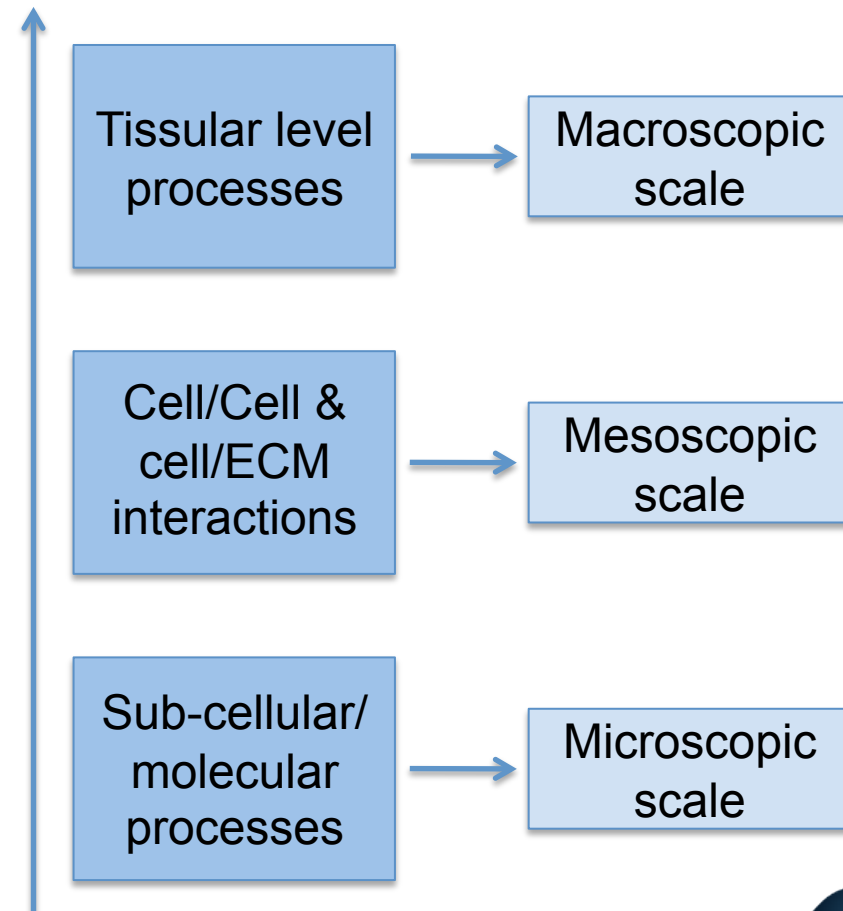 Tissular level
processes
Macroscopic
scale
Cell/Cell &
cell/ECM
interactions
Mesoscopic
scale
Sub-cellular/
molecular
processes
Microscopic
scale